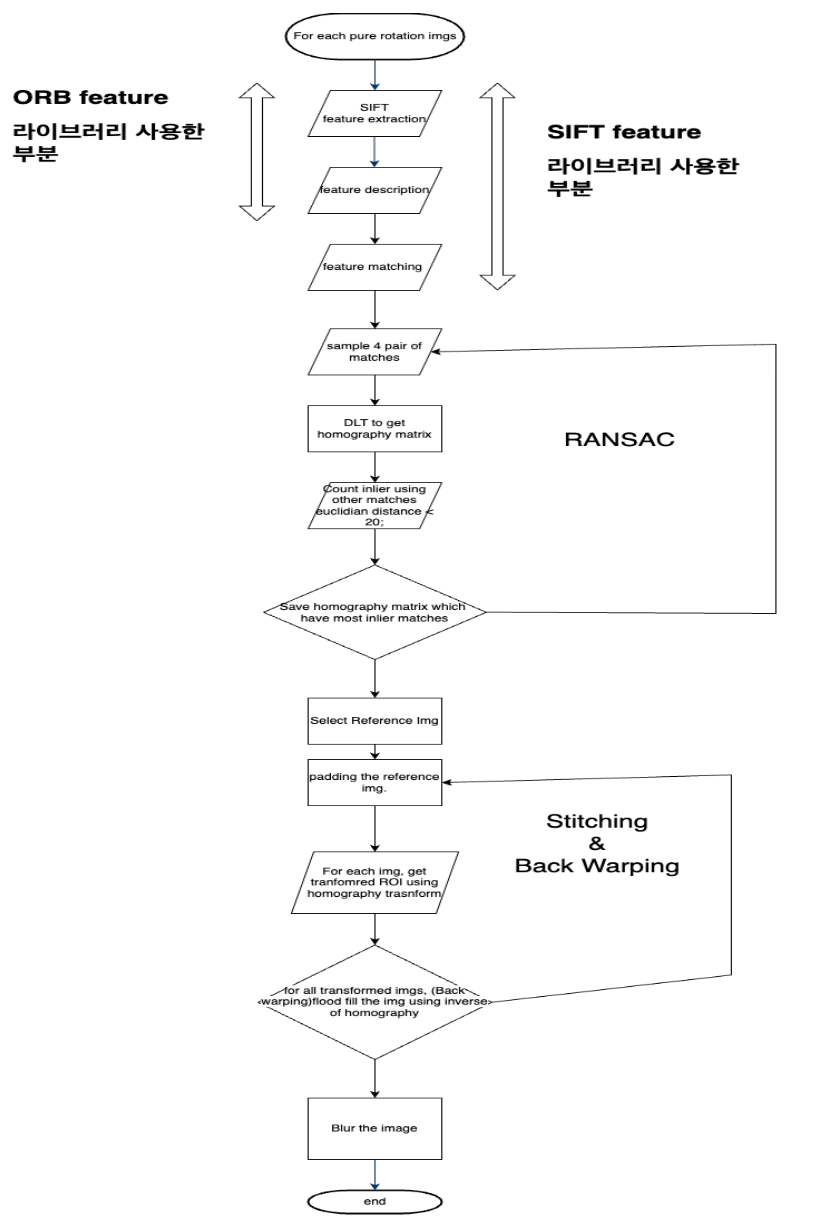 For each pure rotation imgs
ORB feature
라이브러리 사용한
부분
SIFT
feature extraction
SIFT feature
라이브러리 사용한
부분
feature description
feature matching
sample 4 pair of
matches
DLT to get
homography matrix
RANSAC
Count inlier using
other matches
euclidian distance <
20;
Save homography matrix which
have most inlier matches
Select Reference Img
padding the reference
img.
Stitching
&
Back Warping
For each img, get
tranfomred ROI using
homography trasnform
for all transformed imgs, (Back
warping)flood fill the img using inverse
of homography
Blur the image
end